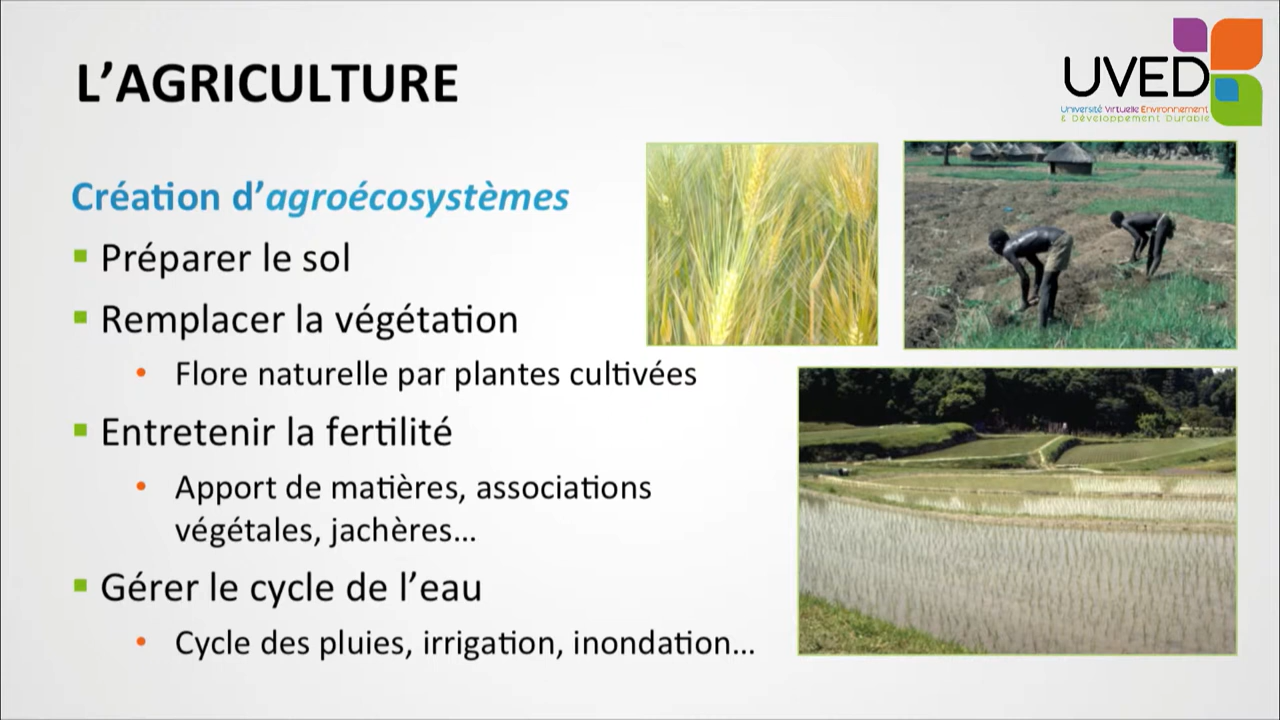 L’AGRICULTURE
UVED
Université Virtuelle Environnement
& Développement Durable
Création d’agroécosystèmes
Préparer le sol
Remplacer la végétation
Flore naturelle par plantes cultivées
Entretenir la fertilité
Apport de matières, associations
végétales, jachères...
Gérer le cycle de l’eau
Cycle des pluies, irrigation, inondation...